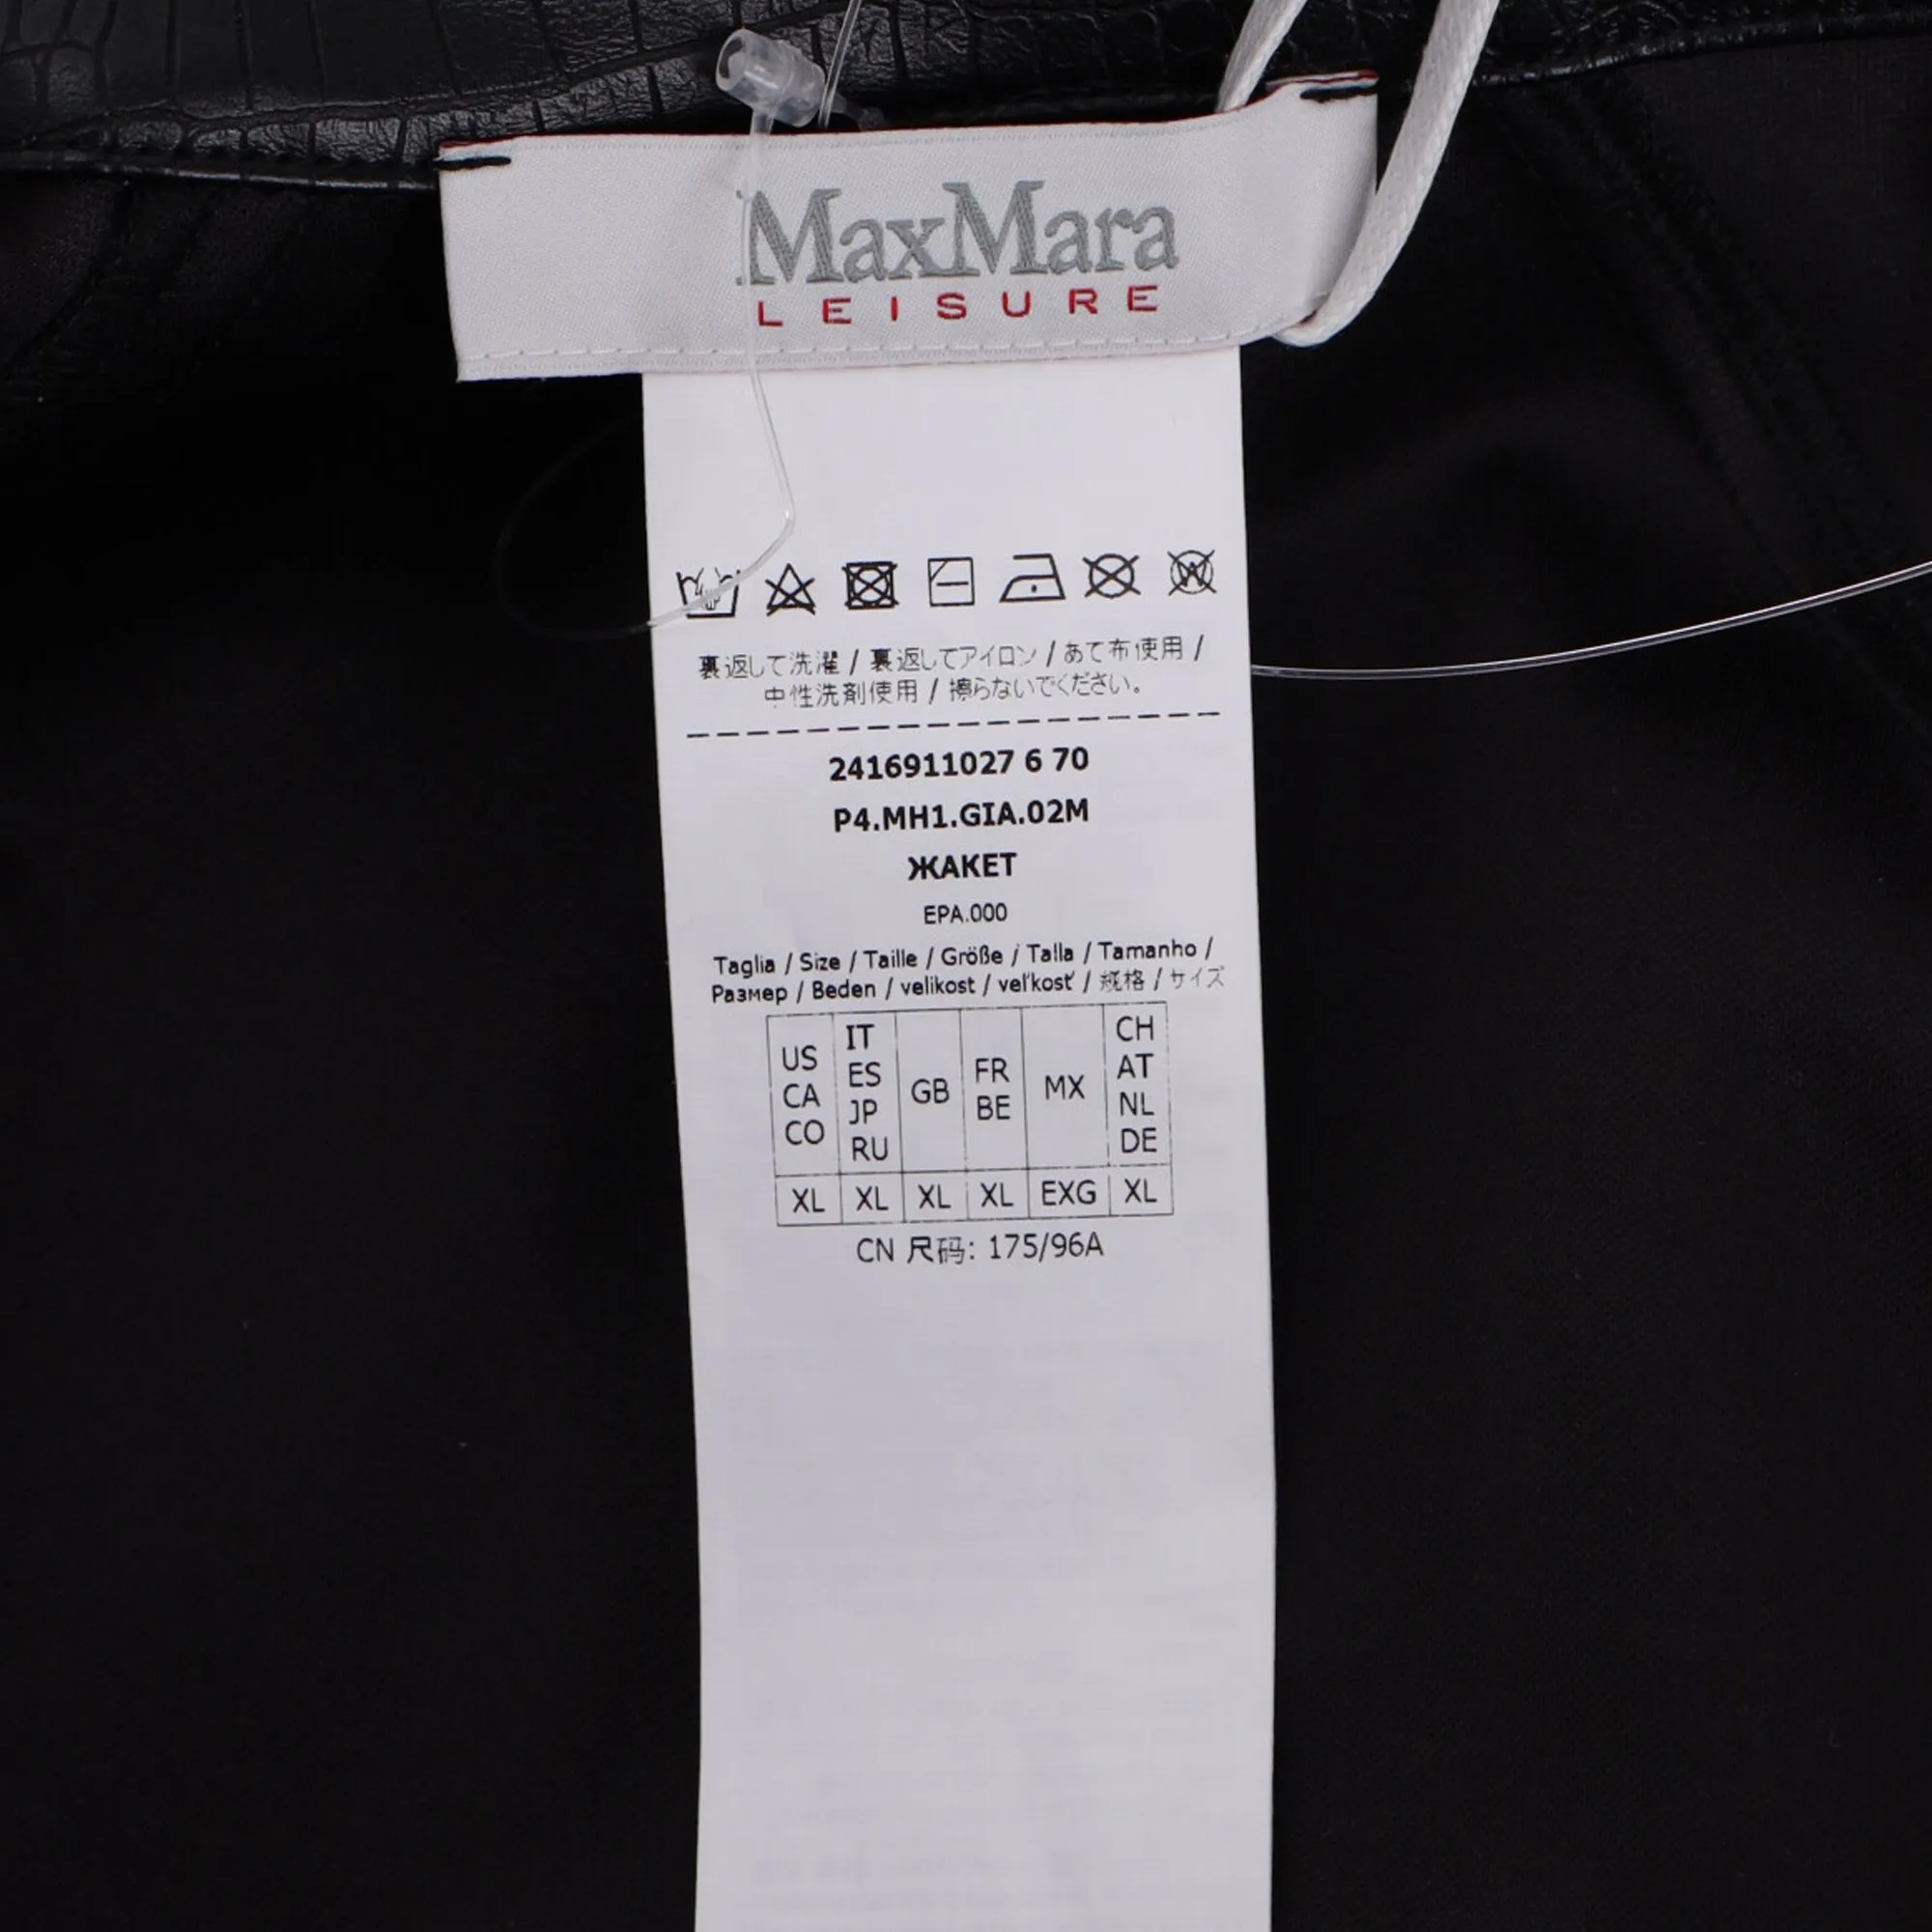 MaxMara
LEISURE
裏返して洗濯 / 裏返してアイロン / あて布使用 /
中性洗剤使用 / 擦らないでください。
2416911027 6 70
P4.MH1.GIA.02M
ЖАКЕТ
EPA.000
Taglia / Size / Taille / Größe / Talla / Tamanho /
Размер / Beden / velikost / veľkosť / 规格 / サイズ
US CA CO IT ES JP RU GB FR BE MX CH AT NL DE
XL XL XL XL EXG XL
CN 尺码: 175/96A